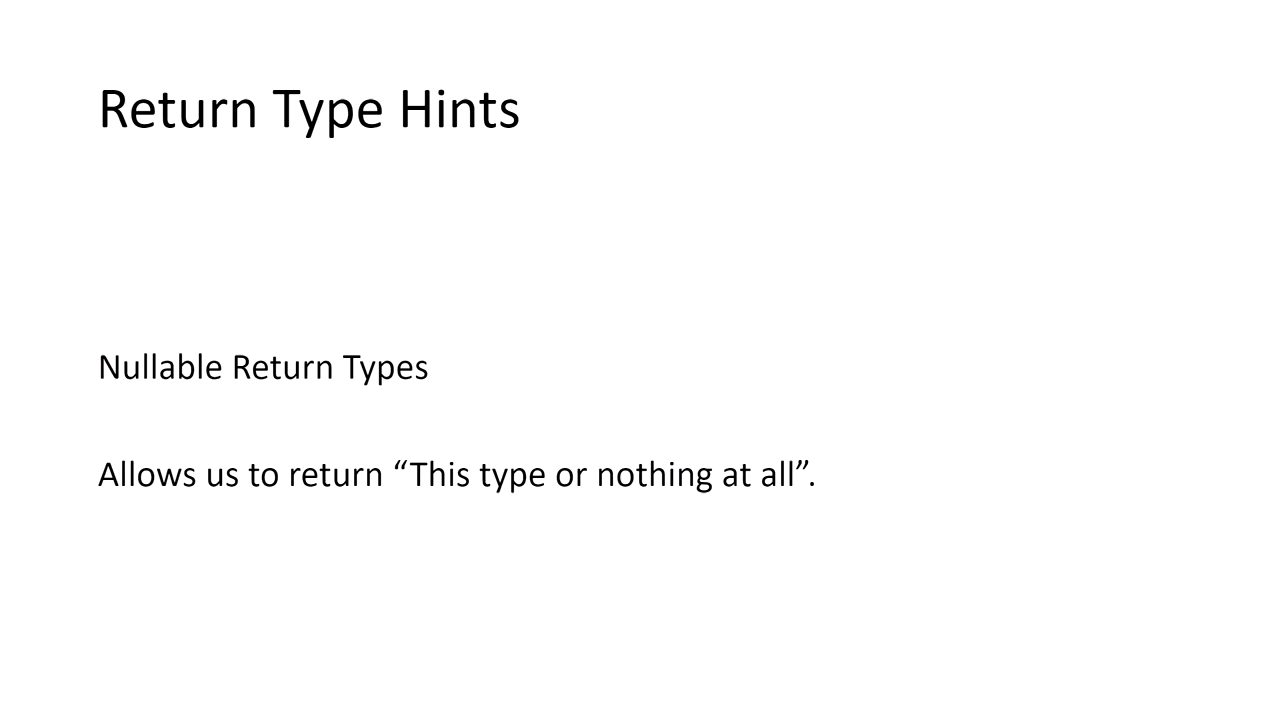 Return Type Hints
Nullable Return Types
Allows us to return “This type or nothing at all”.